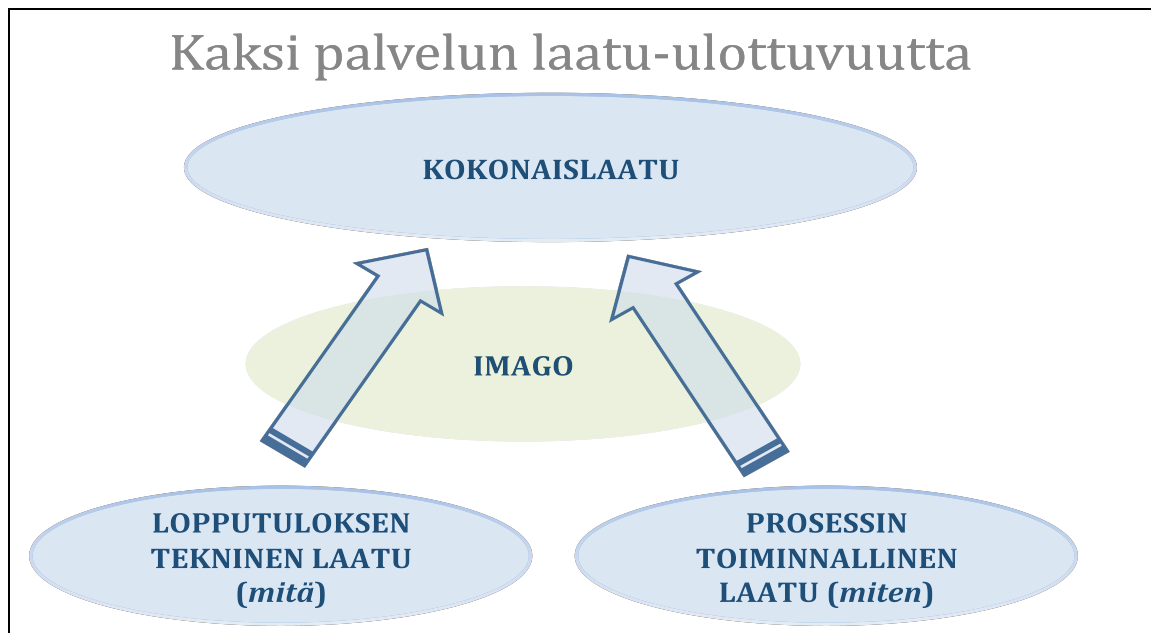 Kaksi palvelun laatu-ulottuvuutta
KOKONAISLAATU
IMAGO
LOPPUTULOKSEN
TEKNINEN LAATU
(mitä)
PROSESSIN
TOIMINNALLINEN
LAATU (miten)